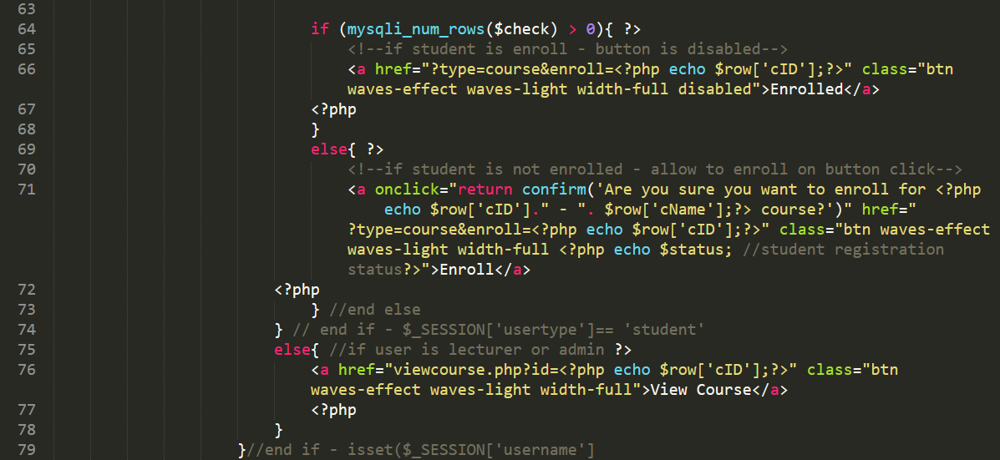 63
64 if (mysqli_num_rows($check) > 0){ ?>
65 <!--if student is enroll - button is disabled-->
66 <a href="?type=course&enroll=<?php echo $row['cID'];?>" class="btn
waves-effect waves-light width-full disabled">Enrolled</a>
67 <?php
68 }
69 else{ ?>
70 <!--if student is not enrolled - allow to enroll on button click-->
71 <a onclick="return confirm('Are you sure you want to enroll for <?php
echo $row['cID']." - ". $row['cName'];?> course?')" href="
?type=course&enroll=<?php echo $row['cID'];?>" class="btn waves-effect
waves-light width-full <?php echo $status; //student registration
status?>">Enroll</a>
72 <?php
73 } //end else
74 } // end if - $_SESSION['usertype']== 'student'
75 else{ //if user is lecturer or admin ?>
76 <a href="viewcourse.php?id=<?php echo $row['cID'];?>" class="btn
waves-effect waves-light width-full">View Course</a>
77 <?php
78 }
79 }//end if - isset($_SESSION['username']